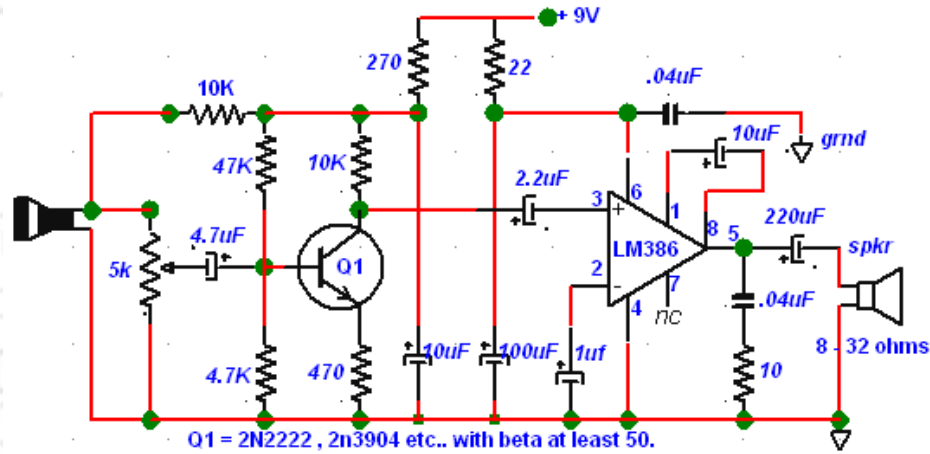 + 9V
270
22
10K
.04uF
10uF
grnd
47K
10K
2.2uF
6
1
3
+
8
5
220uF
spkr
4.7uF
5k
Q1
LM386
2
-
7
4
nc
.04uF
8 - 32 ohms
4.7K
470
10uF
100uF
1uf
10
Q1 = 2N2222 , 2n3904 etc.. with beta at least 50.